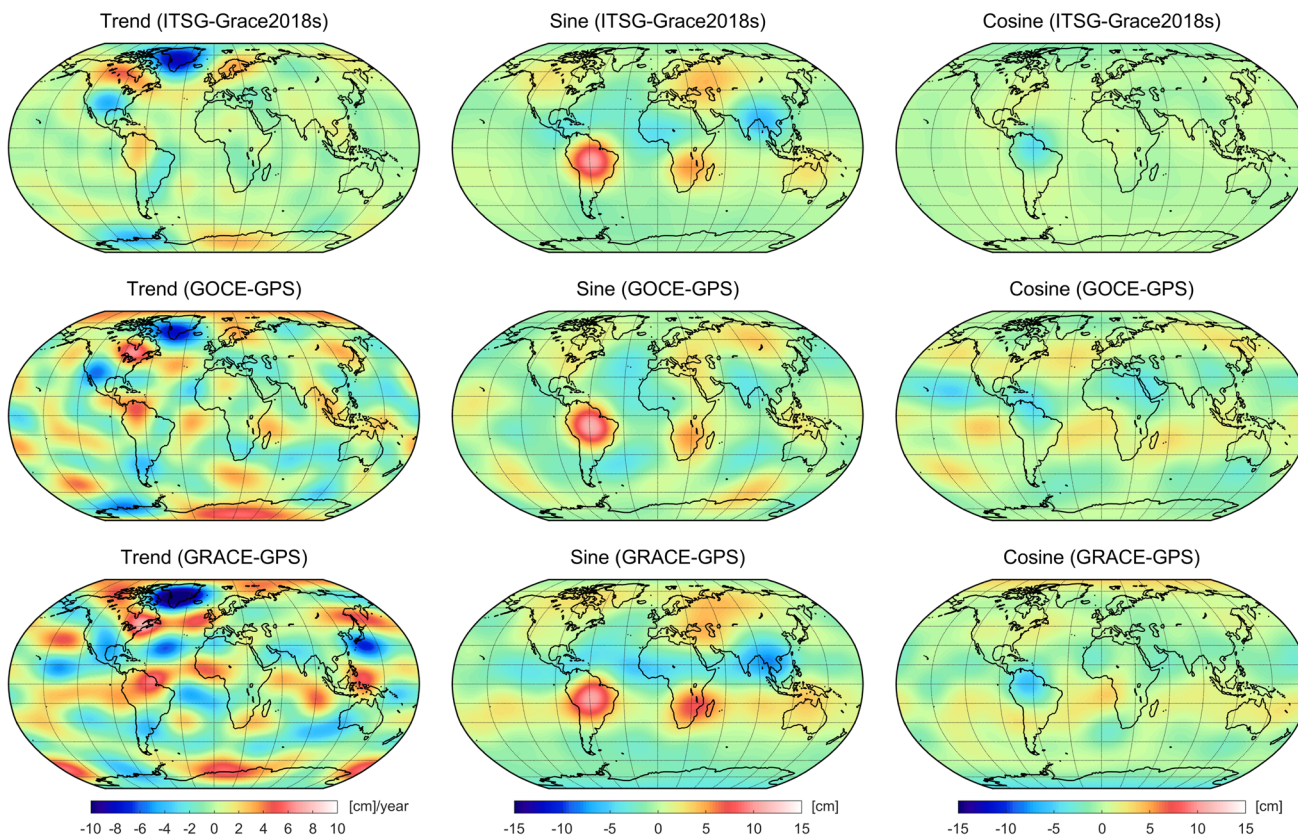 Trend (ITSG-Grace2018s)
Sine (ITSG-Grace2018s)
Cosine (ITSG-Grace2018s)
Trend (GOCE-GPS)
Sine (GOCE-GPS)
Cosine (GOCE-GPS)
Trend (GRACE-GPS)
Sine (GRACE-GPS)
Cosine (GRACE-GPS)
[cm]/year
-10 -8 -6 -4 -2 0 2 4 6 8 10
[cm]
-15 -10 -5 0 5 10 15
[cm]
-15 -10 -5 0 5 10 15